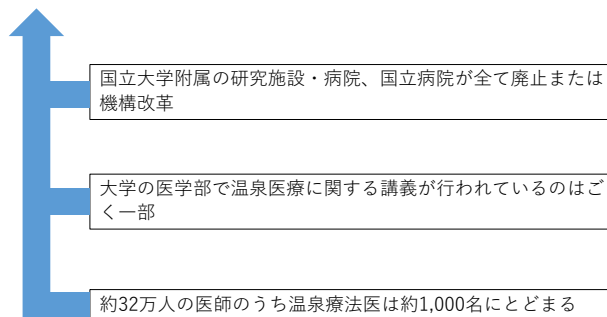 国立大学附属の研究施設・病院、国立病院が全て廃止または
機構改革
大学の医学部で温泉医療に関する講義が行われているのはご
く一部
約32万人の医師のうち温泉療法医は約1,000名にとどまる